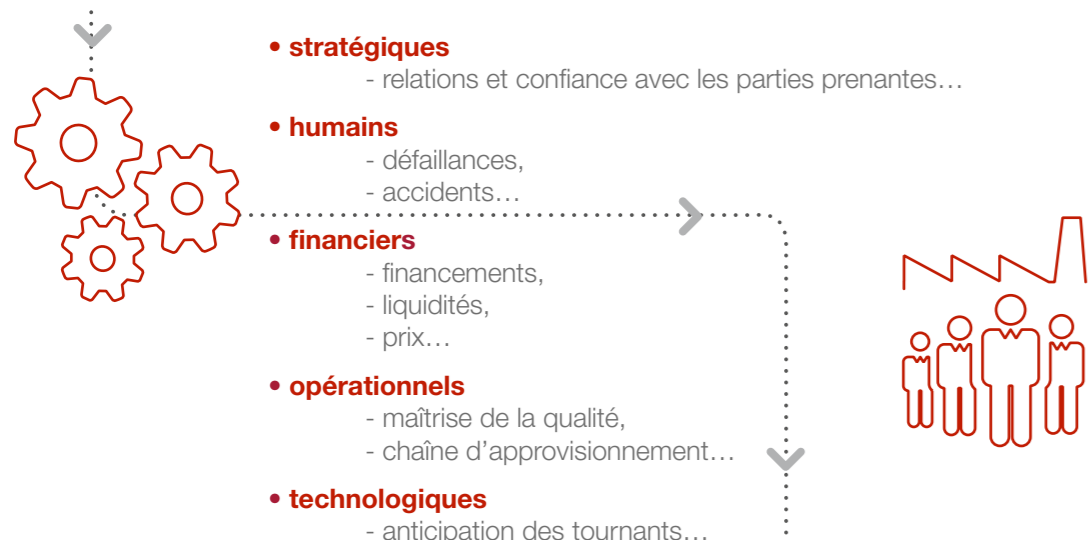 • stratégiques
- relations et confiance avec les parties prenantes…
• humains
- défaillances,
- accidents…
• financiers
- financements,
- liquidités,
- prix…
• opérationnels
- maîtrise de la qualité,
- chaîne d’approvisionnement…
• technologiques
- anticipation des tournants…